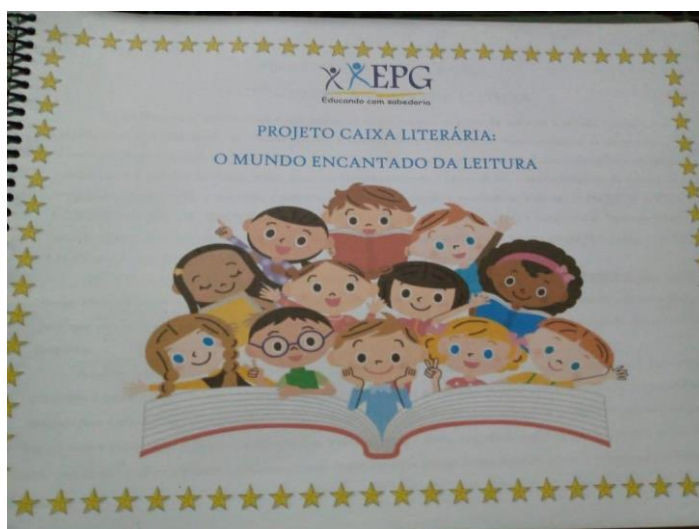 EPG
Educando com sabedoria
PROJETO CAIXA LITERÁRIA:
O MUNDO ENCANTADO DA LEITURA